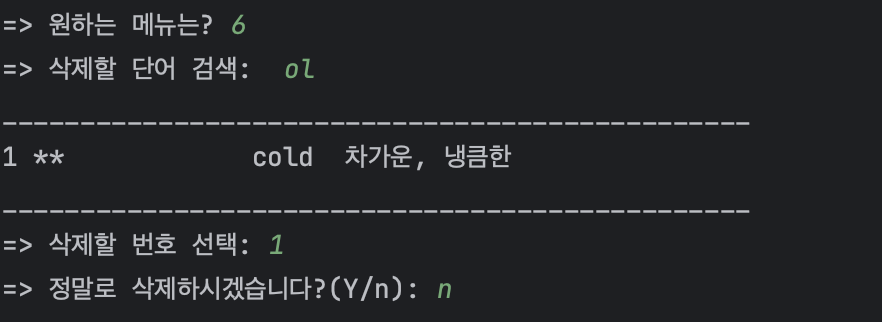 => 원하는 메뉴는? 6
=> 삭제할 단어 검색:  ol
------------------------------------------------
1 **            cold  차가운, 냉큼한
------------------------------------------------
=> 삭제할 번호 선택: 1
=> 정말로 삭제하시겠습니다?(Y/n): n